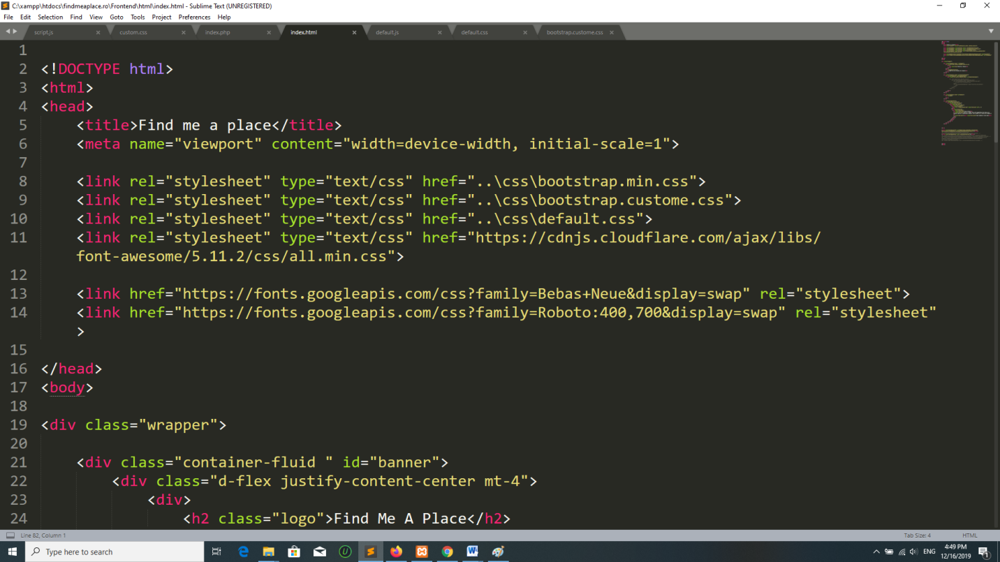 C:\xampp\htdocs\findmeaplace.ro\Frontend\html\index.html - Sublime Text (UNREGISTERED)
File Edit Selection Find View Goto Tools Project Preferences Help
script.js custom.css index.php index.html default.js default.css bootstrap.custome.css
1
2 <!DOCTYPE html>
3 <html>
4 <head>
5 <title>Find me a place</title>
6 <meta name="viewport" content="width=device-width, initial-scale=1">
7
8 <link rel="stylesheet" type="text/css" href="..\css\bootstrap.min.css">
9 <link rel="stylesheet" type="text/css" href="..\css\bootstrap.custome.css">
10 <link rel="stylesheet" type="text/css" href="..\css\default.css">
11 <link rel="stylesheet" type="text/css" href="https://cdnjs.cloudflare.com/ajax/libs/
font-awesome/5.11.2/css/all.min.css">
12
13 <link href="https://fonts.googleapis.com/css?family=Bebas+Neue&display=swap" rel="stylesheet">
14 <link href="https://fonts.googleapis.com/css?family=Roboto:400,700&display=swap" rel="stylesheet"
>
15
16 </head>
17 <body>
18
19 <div class="wrapper">
20
21 <div class="container-fluid " id="banner">
22 <div class="d-flex justify-content-center mt-4">
23 <div>
24 <h2 class="logo">Find Me A Place</h2>
Line 82, Column 1 Tab Size: 4 HTML
Type here to search ENG 4:49 PM
12/16/2019